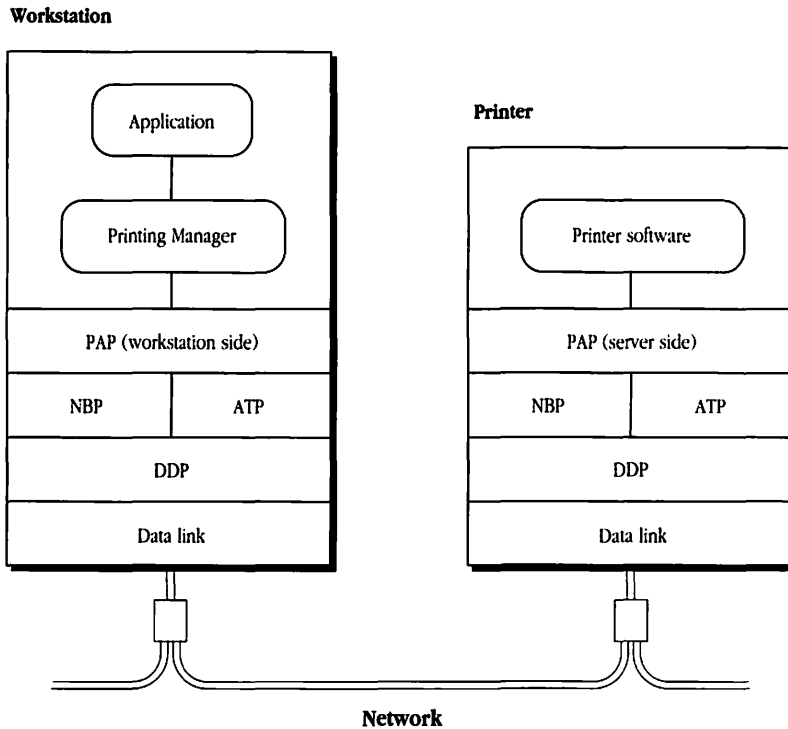 Workstation
Application
Printing Manager
PAP (workstation side)
NBP
ATP
DDP
Data link
Printer
Printer software
PAP (server side)
NBP
ATP
DDP
Data link
Network